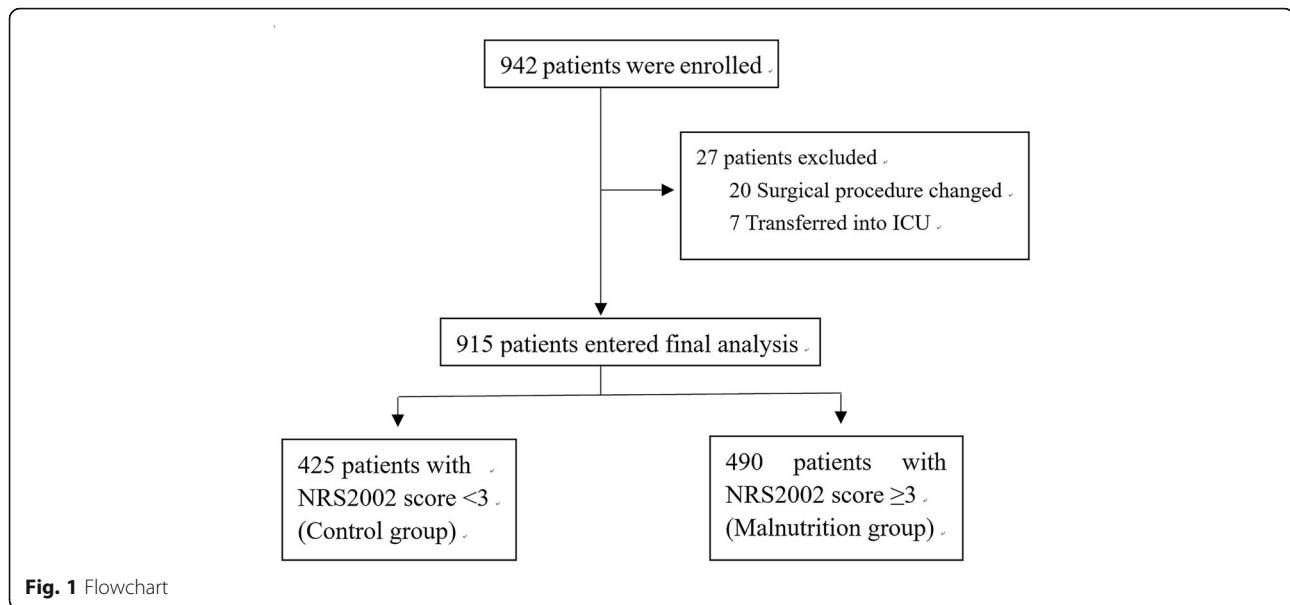 942 patients were enrolled
27 patients excluded
20 Surgical procedure changed
7 Transferred into ICU
915 patients entered final analysis
425 patients with
NRS2002 score <3
(Control group)
490 patients with
NRS2002 score ≥3
(Malnutrition group)
Fig. 1 Flowchart